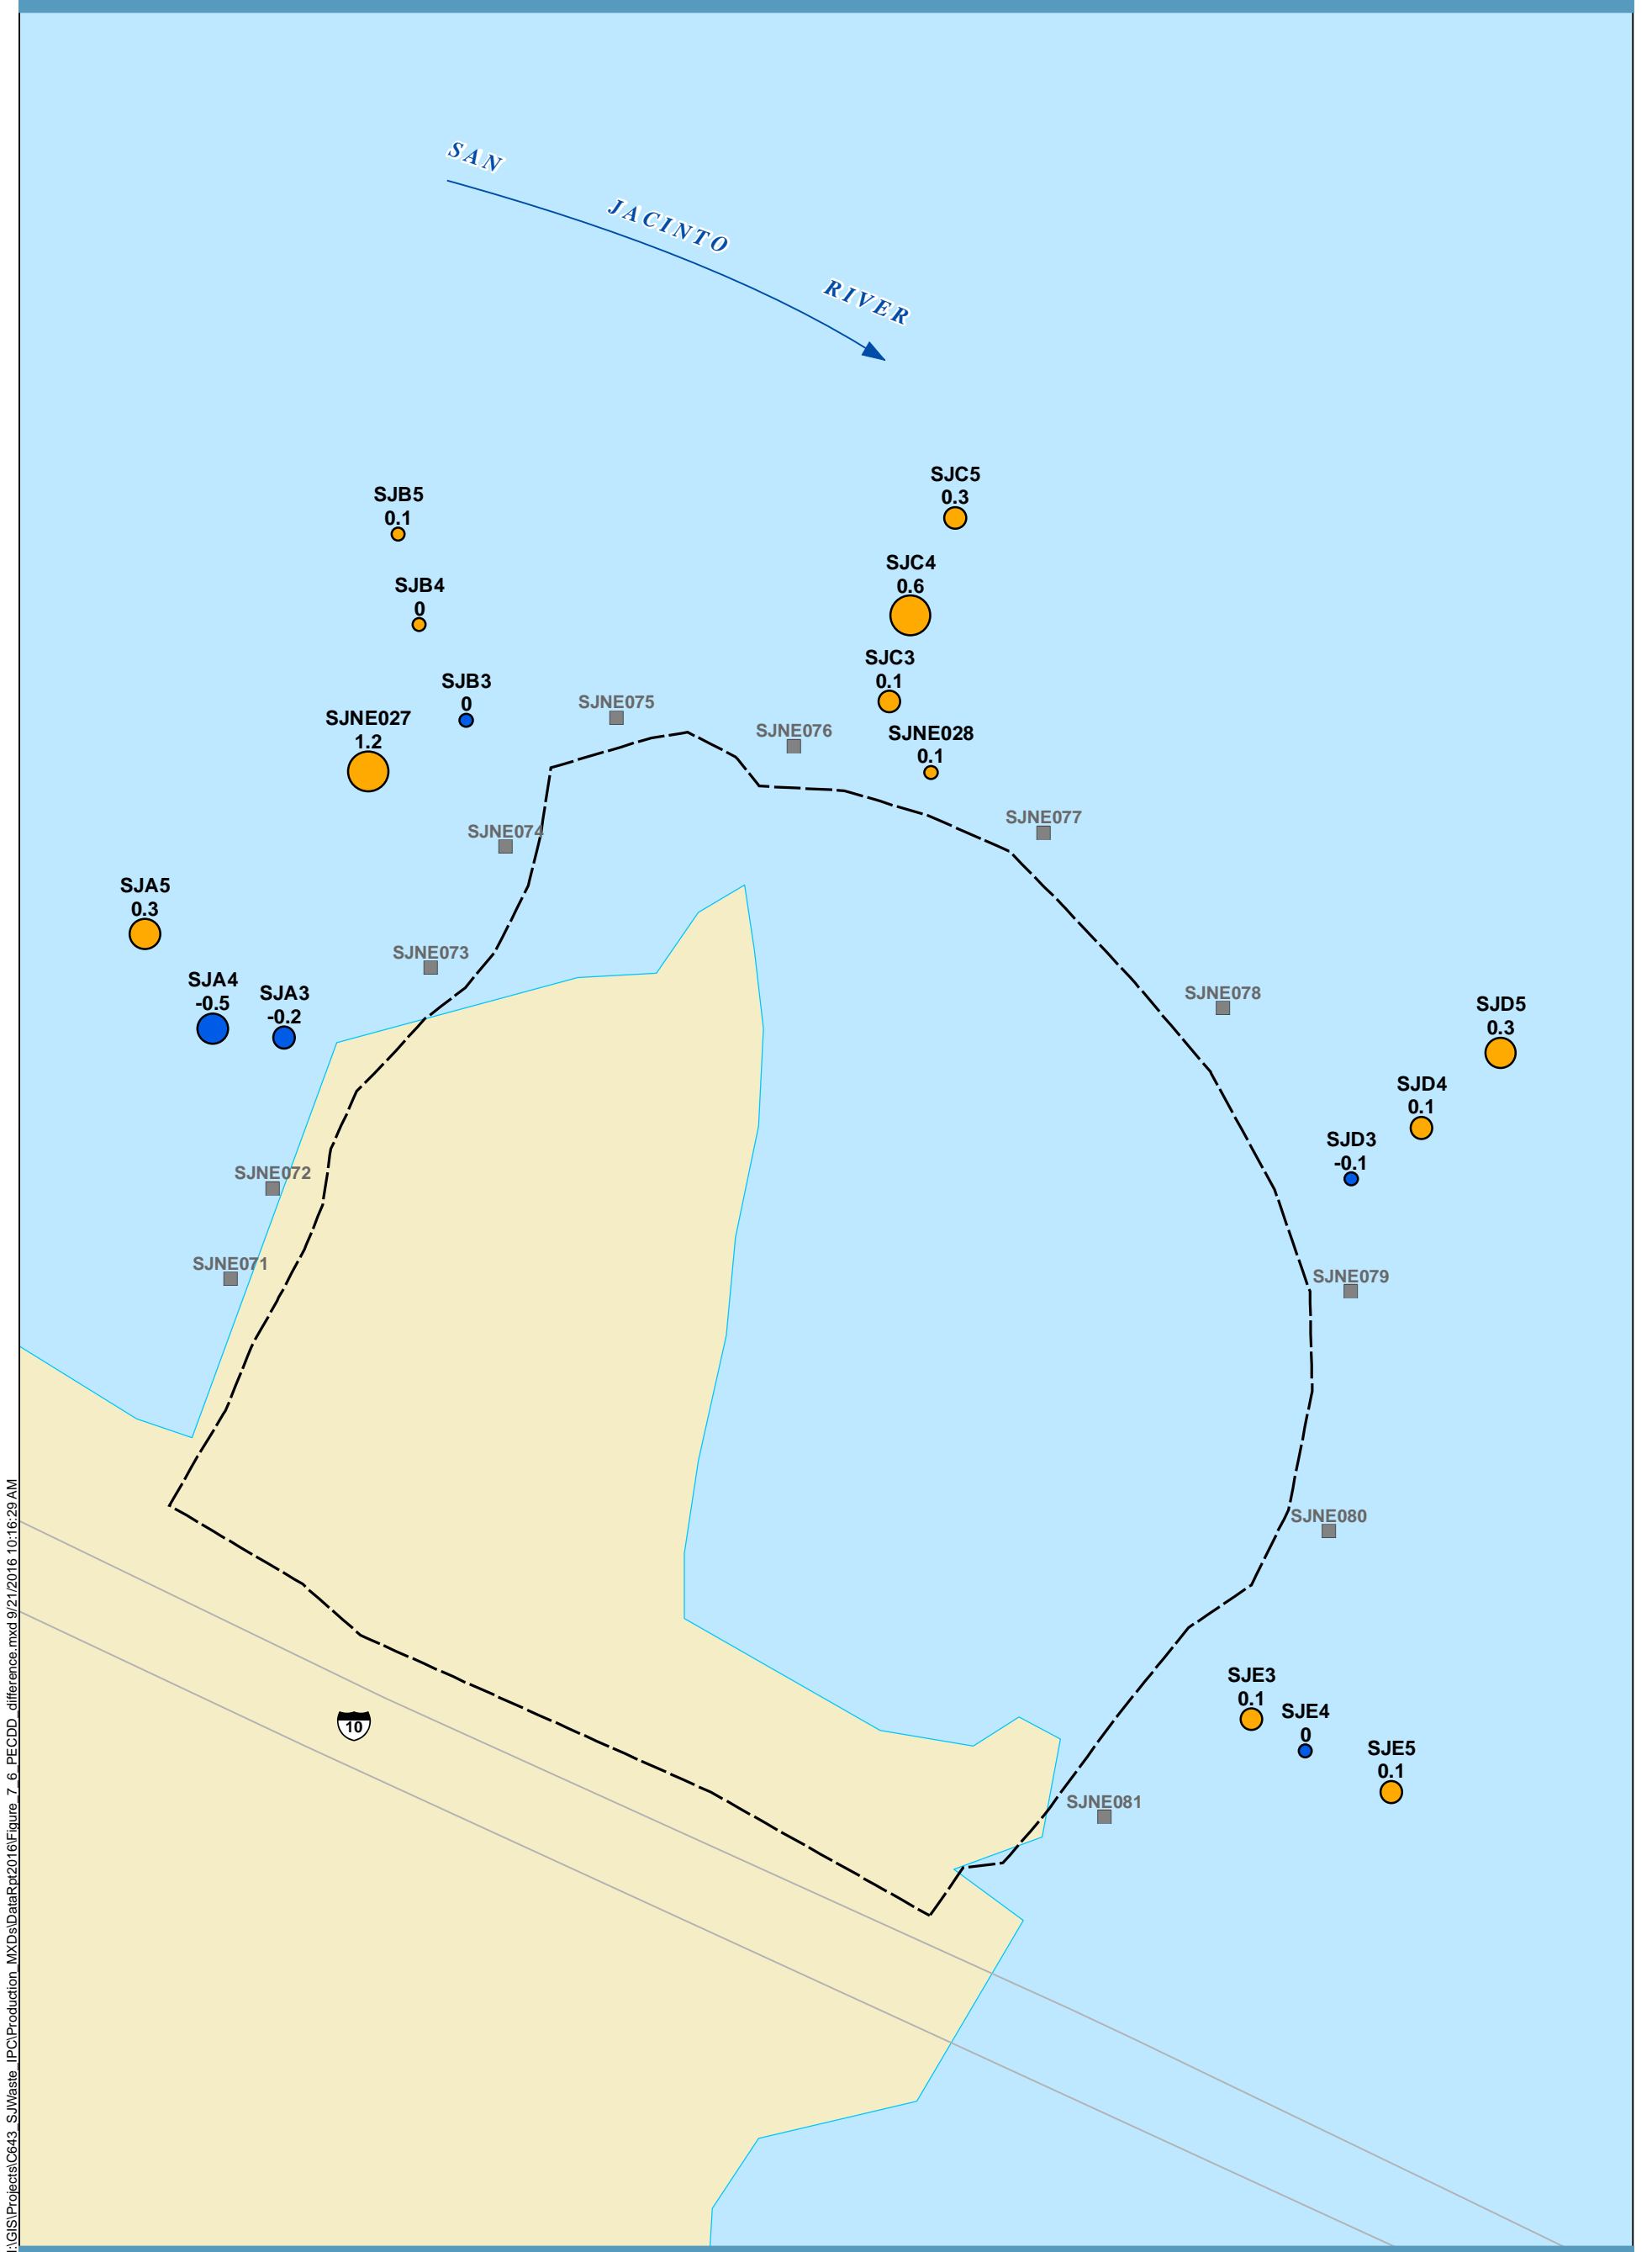 SAN
JACINTO
RIVER
SJC5
0.3
SJB5
0.1
SJC4
0.6
SJB4
0
SJC3
0.1
SJB3
0
SJNE075
SJNE027
1.2
SJNE076
SJNE028
0.1
SJNE077
SJNE074
SJA5
0.3
SJNE073
SJA4
-0.5
SJA3
-0.2
SJNE078
SJD5
0.3
SJD4
0.1
SJD3
-0.1
SJNE072
SJNE071
SJNE079
SJNE080
SJE3
0.1
SJE4
0
SJE5
0.1
10
SJNE081
I:\GIS\Projects\C643_SJWaste_IPC\Production_MXDs\DataRpt2016\Figure_7_6_PECDD_difference.mxd 9/21/2016 10:16:29 AM